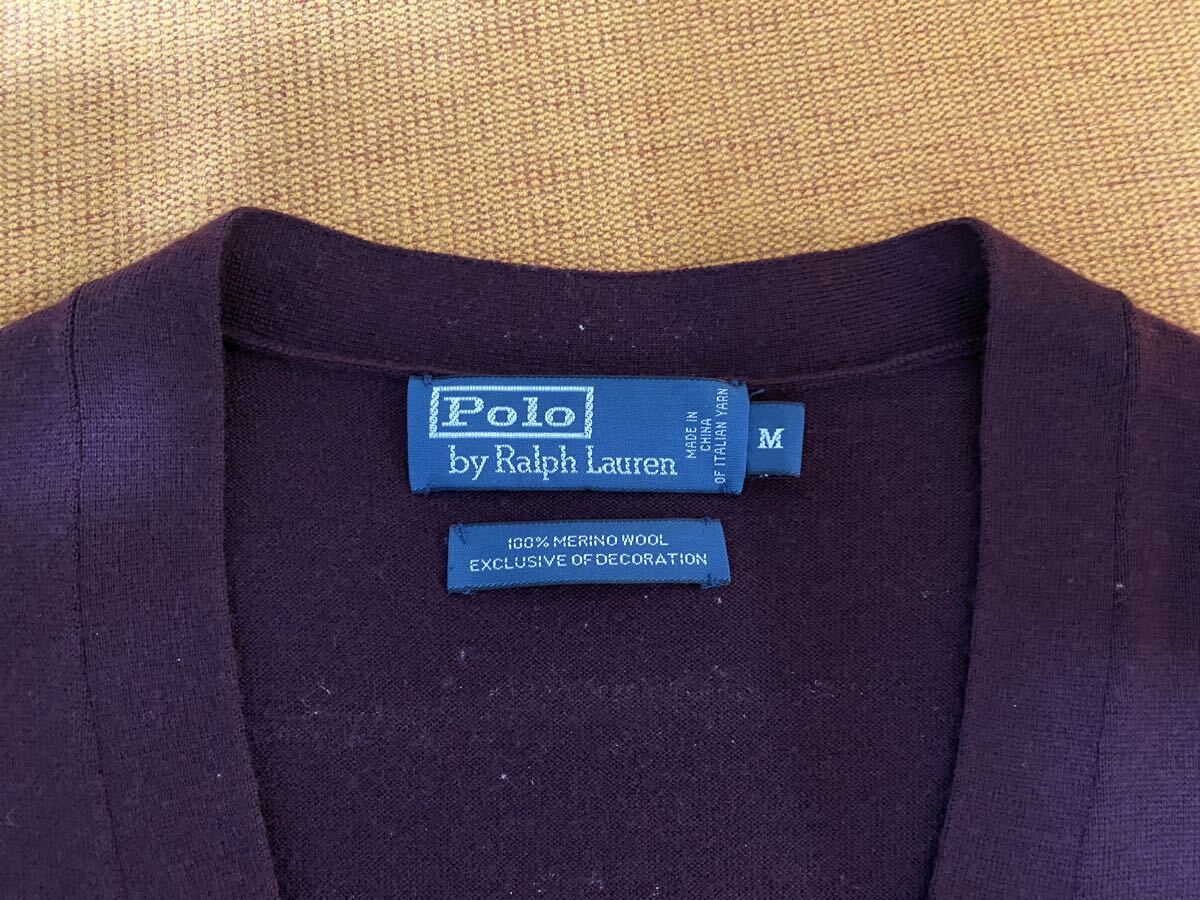 Polo
by Ralph Lauren
MADE IN
CHINA
OF ITALIAN YARN
M
100% MERINO WOOL
EXCLUSIVE OF DECORATION